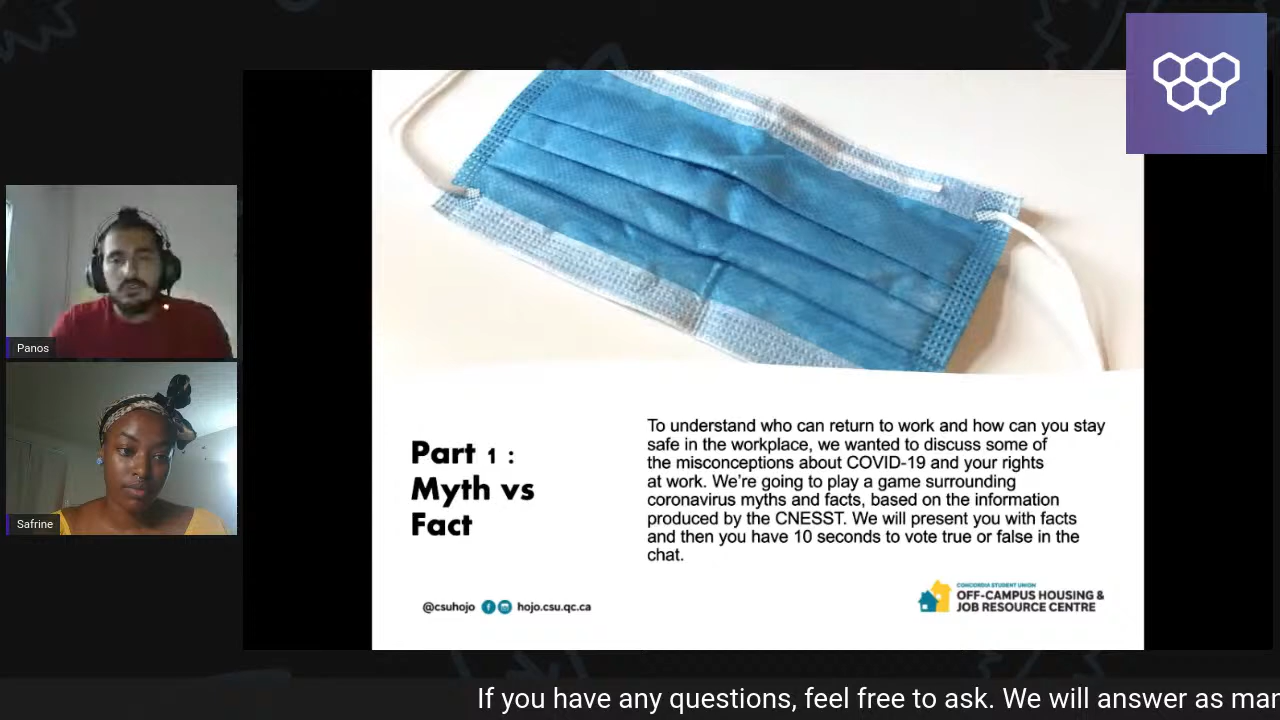 Panos
Safrine
Part 1 :
Myth vs
Fact
To understand who can return to work and how can you stay
safe in the workplace, we wanted to discuss some of
the misconceptions about COVID-19 and your rights
at work. We're going to play a game surrounding
coronavirus myths and facts, based on the information
produced by the CNESST. We will present you with facts
and then you have 10 seconds to vote true or false in the
chat.
@csuhojo hojo.csu.qc.ca
CONCORDIA STUDENT UNION
OFF-CAMPUS HOUSING &
JOB RESOURCE CENTRE
If you have any questions, feel free to ask. We will answer as